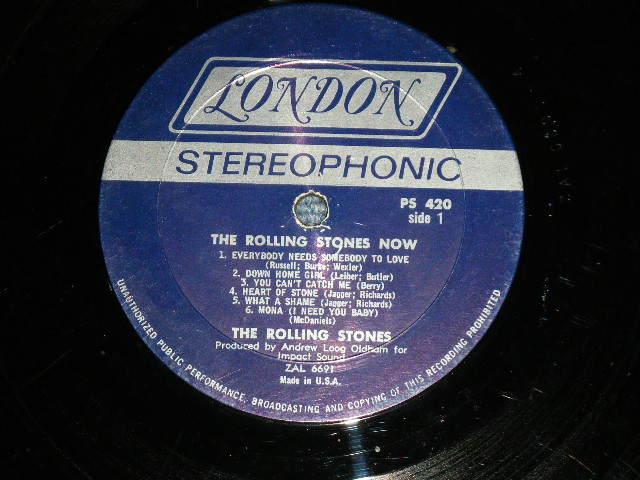 LONDON
STEREOPHONIC
PS 420
side 1
THE ROLLING STONES NOW
1. EVERYBODY NEEDS SOMEBODY TO LOVE
(Russell; Burke; Wexler)
2. DOWN HOME GIRL (Leiber; Butler)
3. YOU CAN'T CATCH ME (Berry)
4. HEART OF STONE (Jagger; Richards)
5. WHAT A SHAME (Jagger; Richards)
6. MONA (I NEED YOU BABY)
(McDaniels)
THE ROLLING STONES
Produced by Andrew Loog Oldham for
Impact Sound
ZAL 6691
Made in U.S.A.
UNAUTHORIZED PUBLIC PERFORMANCE, BROADCASTING AND COPYING OF THIS RECORDING PROHIBITED